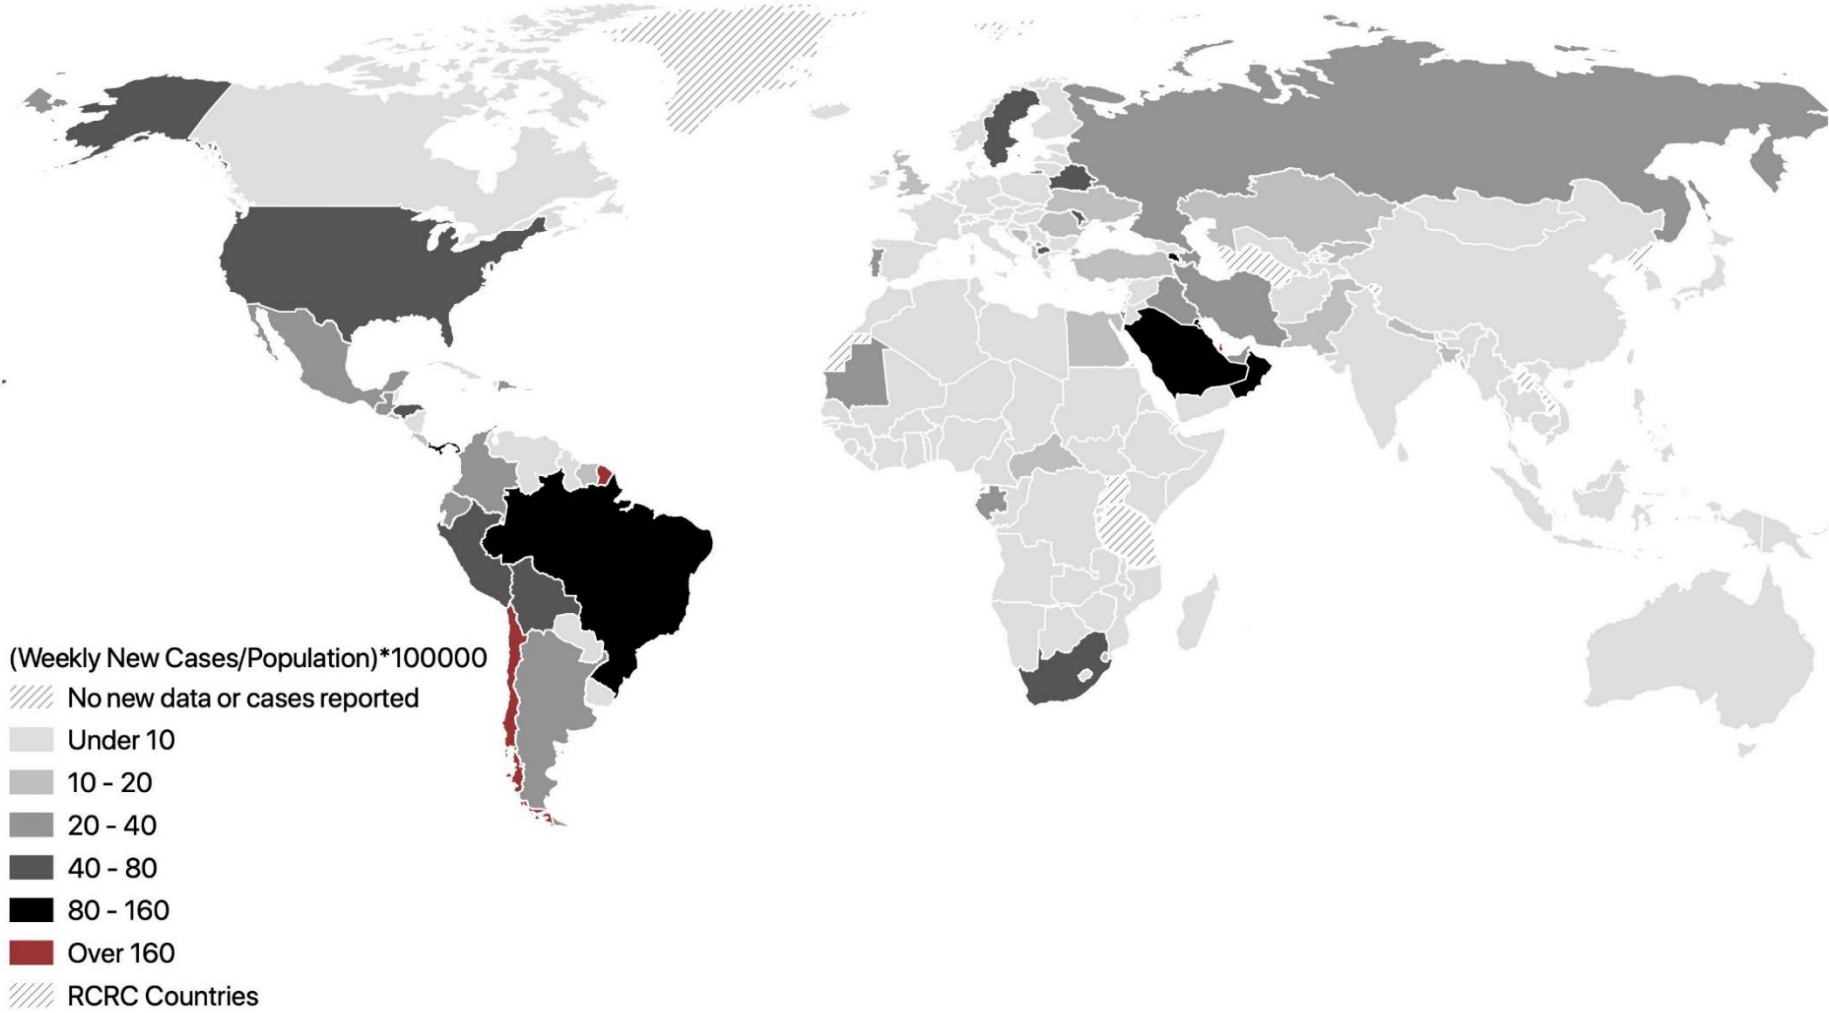 (Weekly New Cases/Population)*100000
No new data or cases reported
Under 10
10 - 20
20 - 40
40 - 80
80 - 160
Over 160
RCRC Countries